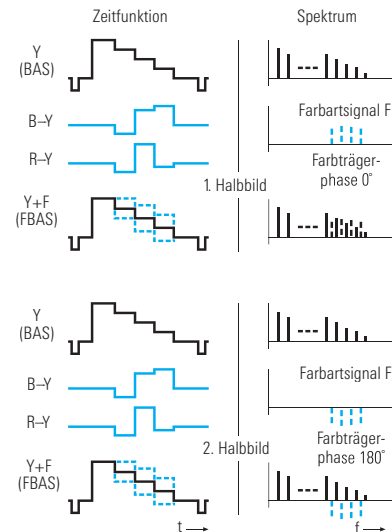 Zeitfunktion
Spektrum
Y
(BAS)
B–Y
Farbartsignal F
R–Y
Farbträger-
phase 0°
1. Halbbild
Y+F
(FBAS)
Y
(BAS)
B–Y
Farbartsignal F
R–Y
Farbträger-
phase 180°
2. Halbbild
Y+F
(FBAS)
t
f